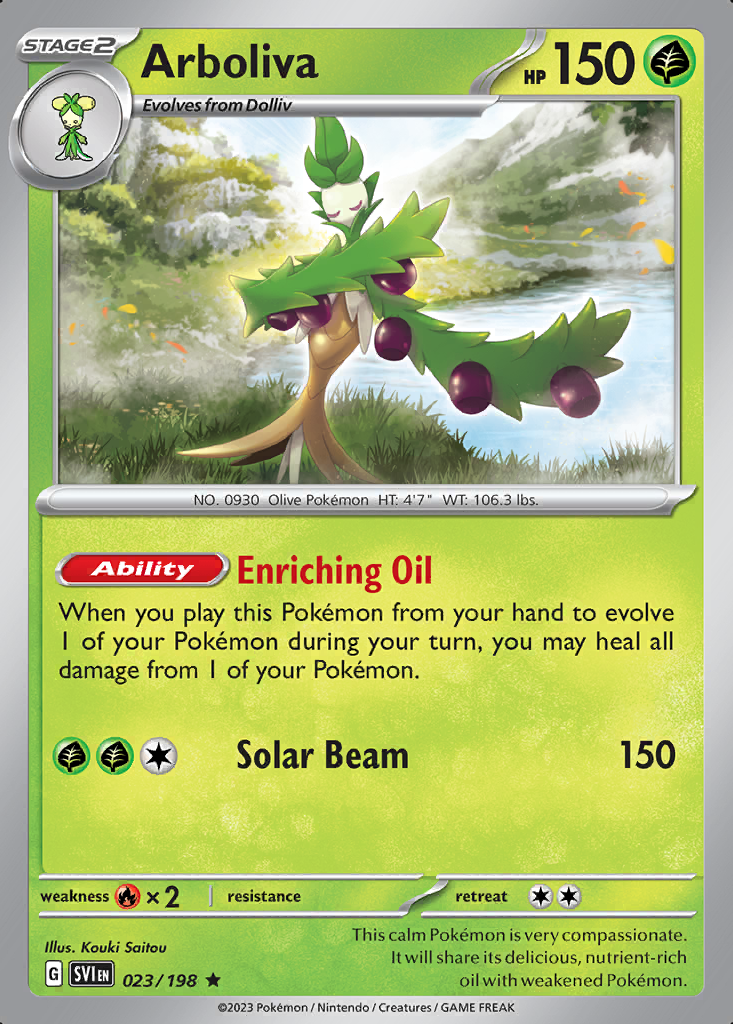 STAGE2
Arboliva
HP 150
Evolves from Dolliv
NO. 0930 Olive Pokémon HT: 4'7" WT: 106.3 lbs.
Ability Enriching Oil
When you play this Pokémon from your hand to evolve
1 of your Pokémon during your turn, you may heal all
damage from 1 of your Pokémon.
Solar Beam 150
weakness ×2 resistance retreat
Illus. Kouki Saitou
This calm Pokémon is very compassionate.
It will share its delicious, nutrient-rich
oil with weakened Pokémon.
G SVI EN 023/198 ★
©2023 Pokémon / Nintendo / Creatures / GAME FREAK